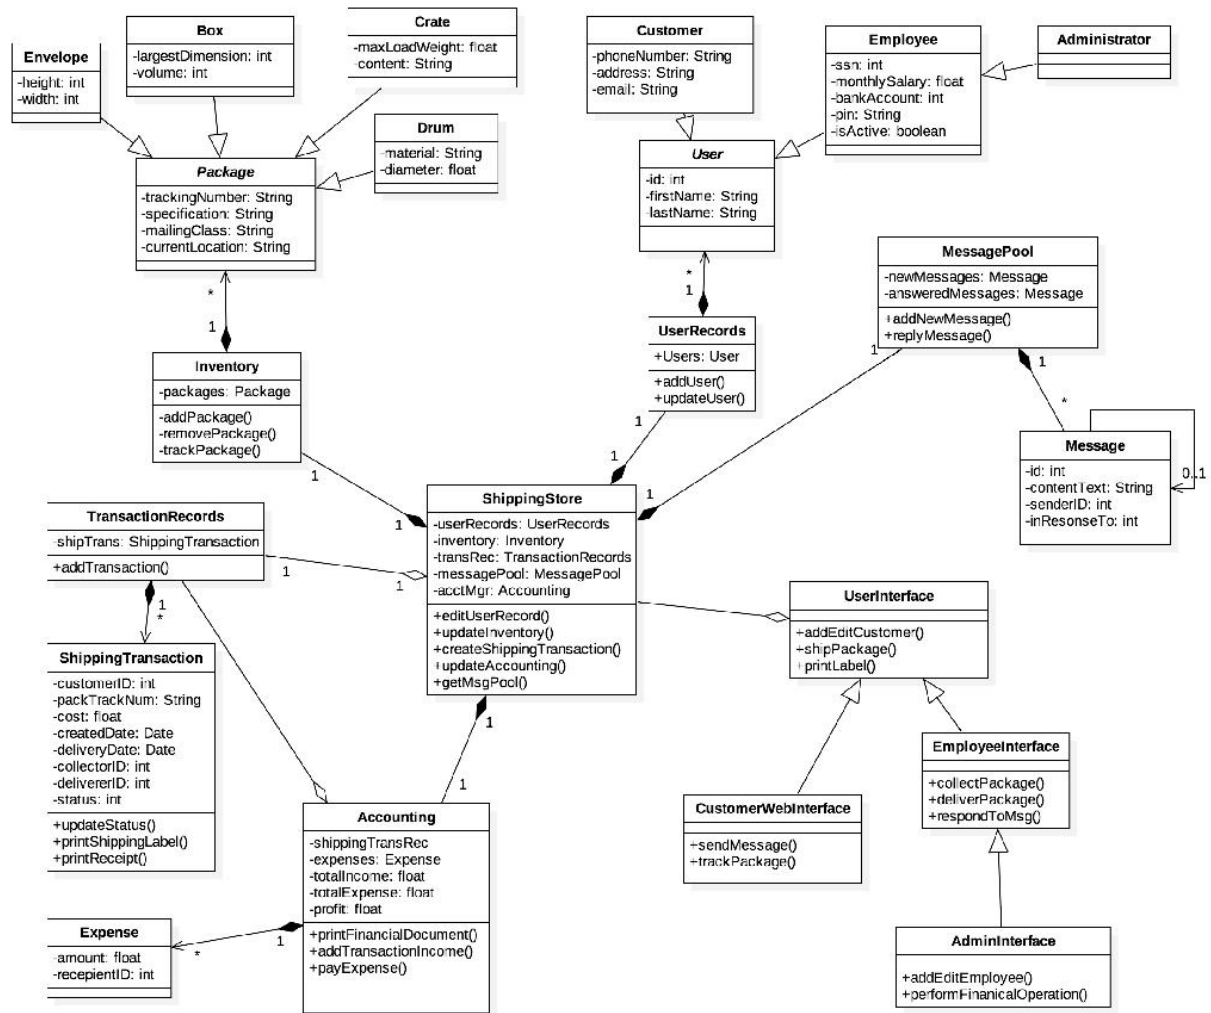 Envelope
-height: int
-width: int
Box
-largestDimension: int
-volume: int
Crate
-maxLoadWeight: float
-content: String
Drum
-material: String
-diameter: float
Package
-trackingNumber: String
-specification: String
-mailingClass: String
-currentLocation: String
*
1
Customer
-phoneNumber: String
-address: String
-email: String
Employee
-ssn: int
-monthlySalary: float
-bankAccount: int
-pin: String
-isActive: boolean
Administrator
User
-id: int
-firstName: String
-lastName: String
*
1
Inventory
-packages: Package
-addPackage()
-removePackage()
-trackPackage()
1
1
UserRecords
+Users: User
+addUser()
+updateUser()
1
1
MessagePool
-newMessages: Message
-answeredMessages: Message
+addNewMessage()
+replyMessage()
1
1
1
*
Message
-id: int
-contentText: String
-senderID: int
-inResonseTo: int
0..1
TransactionRecords
-shipTrans: ShippingTransaction
+addTransaction()
1
1
1
*
ShippingStore
-userRecords: UserRecords
-inventory: Inventory
-transRec: TransactionRecords
-messagePool: MessagePool
-acctMgr: Accounting
+editUserRecord()
+updateInventory()
+createShippingTransaction()
+updateAccounting()
+getMsgPool()
1
1
UserInterface
+addEditCustomer()
+shipPackage()
+printLabel()
ShippingTransaction
-customerID: int
-packTrackNum: String
-cost: float
-createdDate: Date
-deliveryDate: Date
-collectorID: int
-delivererID: int
-status: int
+updateStatus()
+printShippingLabel()
+printReceipt()
Accounting
-shippingTransRec
-expenses: Expense
-totalIncome: float
-totalExpense: float
-profit: float
+printFinancialDocument()
+addTransactionIncome()
+payExpense()
1
*
Expense
-amount: float
-recepientID: int
CustomerWebInterface
+sendMessage()
+trackPackage()
EmployeeInterface
+collectPackage()
+deliverPackage()
+respondToMsg()
AdminInterface
+addEditEmployee()
+performFinanicalOperation()